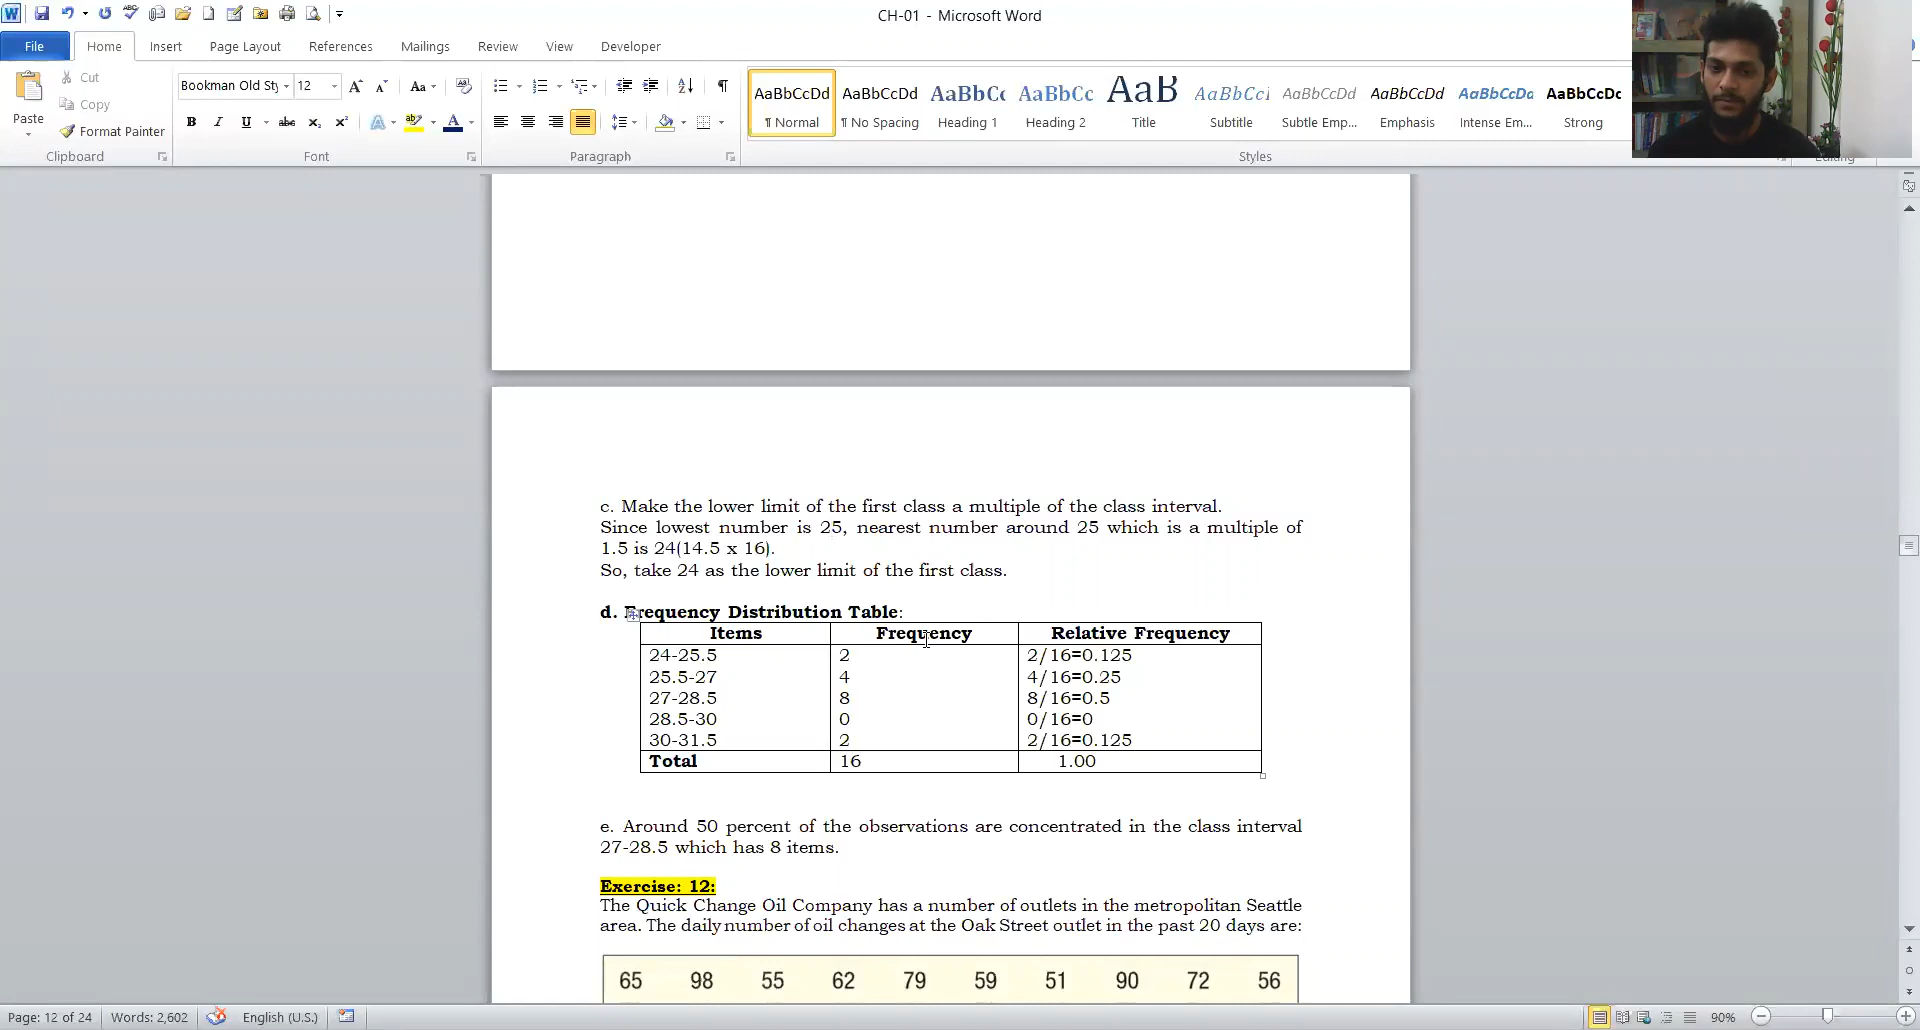 CH-01 - Microsoft Word
File Home Insert Page Layout References Mailings Review View Developer
Paste
Cut
Copy
Format Painter
Clipboard
Bookman Old Sty 12
Font
Paragraph
AaBbCcDd AaBbCcDd AaBbCc AaBbCc AaB AaBbCcI AaBbCcDd AaBbCcDd AaBbCcDd AaBbCcDc
¶ Normal ¶ No Spacing Heading 1 Heading 2 Title Subtitle Subtle Emp... Emphasis Intense Em... Strong
Styles
c. Make the lower limit of the first class a multiple of the class interval.
Since lowest number is 25, nearest number around 25 which is a multiple of
1.5 is 24(14.5 x 16).
So, take 24 as the lower limit of the first class.
d. Frequency Distribution Table:
Items Frequency Relative Frequency
24-25.5 2 2/16=0.125
25.5-27 4 4/16=0.25
27-28.5 8 8/16=0.5
28.5-30 0 0/16=0
30-31.5 2 2/16=0.125
Total 16 1.00
e. Around 50 percent of the observations are concentrated in the class interval
27-28.5 which has 8 items.
Exercise: 12:
The Quick Change Oil Company has a number of outlets in the metropolitan Seattle
area. The daily number of oil changes at the Oak Street outlet in the past 20 days are:
65 98 55 62 79 59 51 90 72 56
Page: 12 of 24 Words: 2,602 English (U.S.) 90%